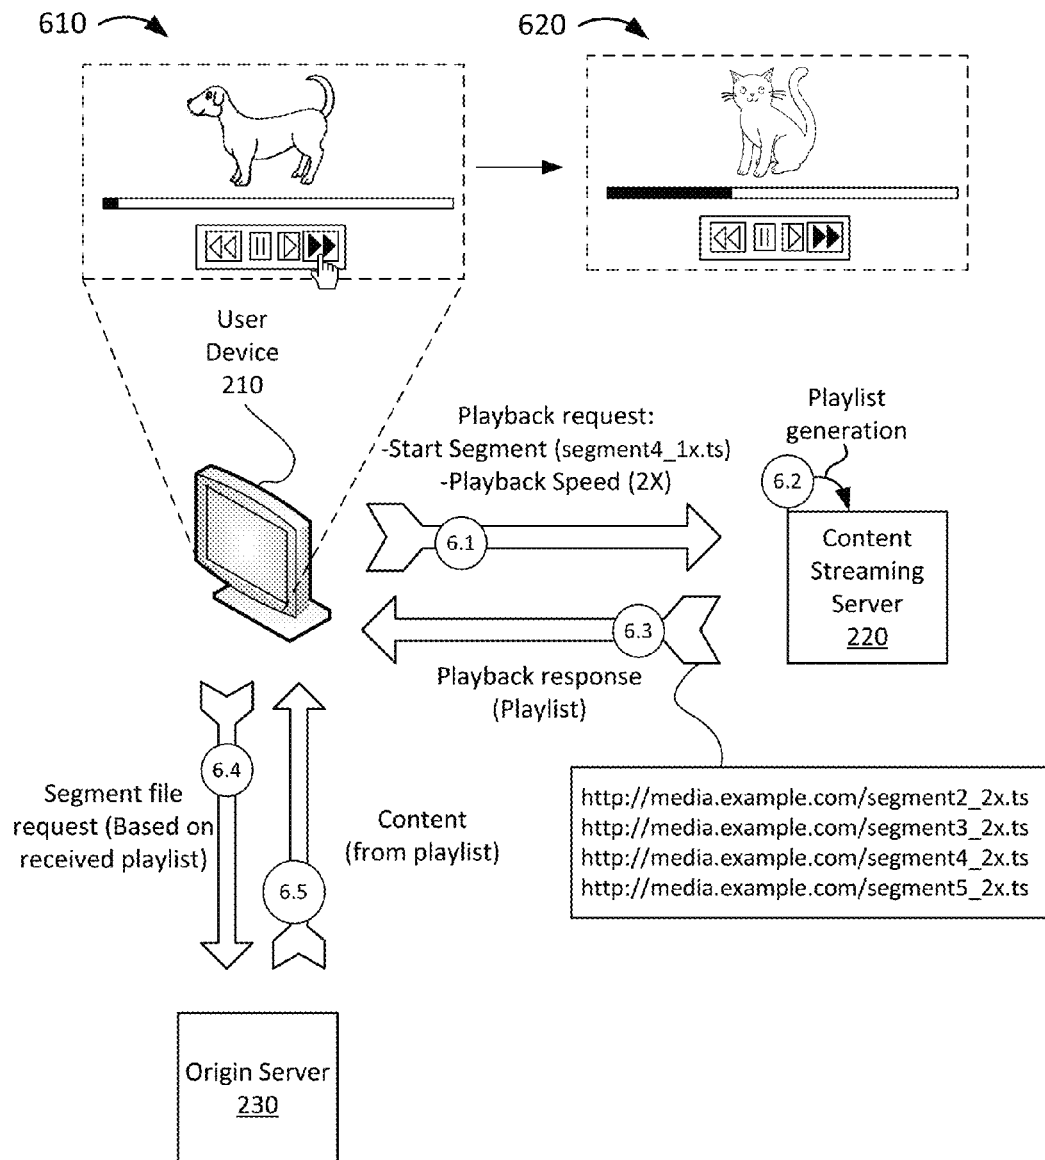 610
620
User
Device
210
Playback request:
-Start Segment (segment4_1x.ts)
-Playback Speed (2X)
Playlist
generation
6.1
6.2
Content
Streaming
Server
220
6.3
Playback response
(Playlist)
6.4
Segment file
request (Based on
received playlist)
Content
(from playlist)
6.5
http://media.example.com/segment2_2x.ts
http://media.example.com/segment3_2x.ts
http://media.example.com/segment4_2x.ts
http://media.example.com/segment5_2x.ts
Origin Server
230